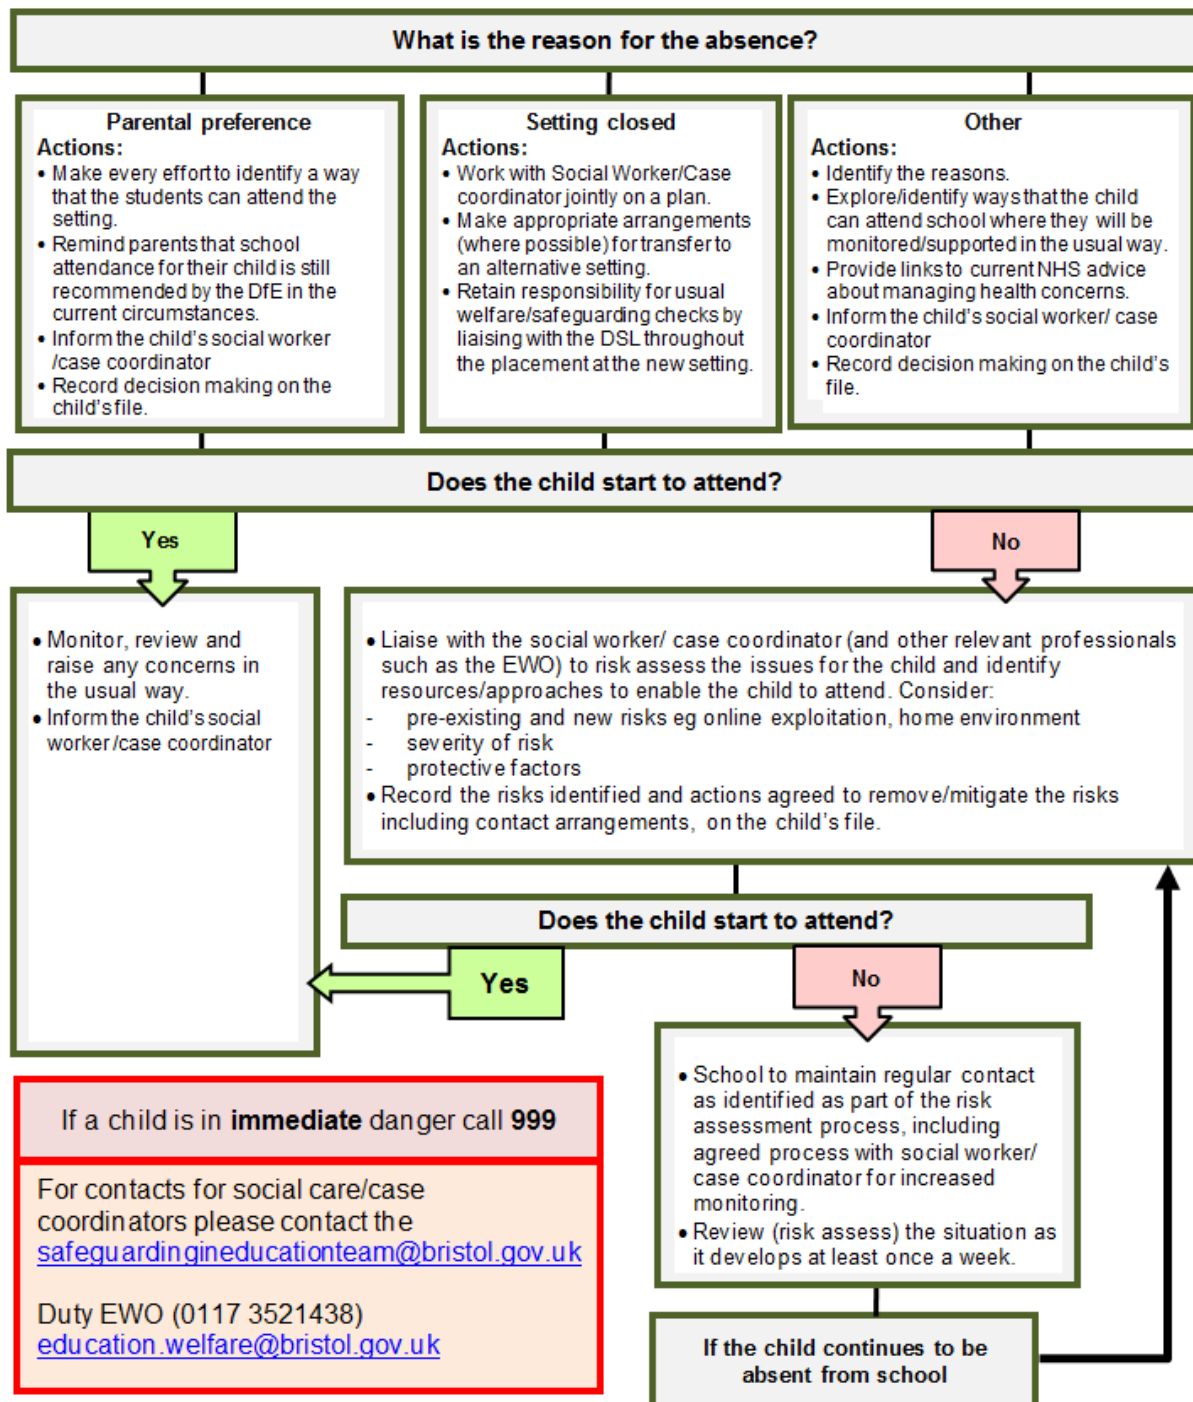 What is the reason for the absence?
Parental preference
Actions:
• Make every effort to identify a way
that the students can attend the
setting.
• Remind parents that school
attendance for their child is still
recommended by the DfE in the
current circumstances.
• Inform the child's social worker
/case coordinator
• Record decision making on the
child's file.
Setting closed
Actions:
• Work with Social Worker/Case
coordinator jointly on a plan.
• Make appropriate arrangements
(where possible) for transfer to
an alternative setting.
• Retain responsibility for usual
welfare/safeguarding checks by
liaising with the DSL throughout
the placement at the new setting.
Other
Actions:
• Identify the reasons.
• Explore/identify ways that the child
can attend school where they will be
monitored/supported in the usual way.
• Provide links to current NHS advice
about managing health concerns.
• Inform the child's social worker/ case
coordinator
• Record decision making on the child's
file.
Does the child start to attend?
Yes
No
• Monitor, review and
raise any concerns in
the usual way.
• Inform the child's social
worker/case coordinator
• Liaise with the social worker/ case coordinator (and other relevant professionals
such as the EWO) to risk assess the issues for the child and identify
resources/approaches to enable the child to attend. Consider:
- pre-existing and new risks eg online exploitation, home environment
- severity of risk
- protective factors
• Record the risks identified and actions agreed to remove/mitigate the risks
including contact arrangements, on the child's file.
Does the child start to attend?
Yes
No
• School to maintain regular contact
as identified as part of the risk
assessment process, including
agreed process with social worker/
case coordinator for increased
monitoring.
• Review (risk assess) the situation as
it develops at least once a week.
If the child continues to be
absent from school
If a child is in immediate danger call 999
For contacts for social care/case
coordinators please contact the
safeguardingineducationteam@bristol.gov.uk
Duty EWO (0117 3521438)
education.welfare@bristol.gov.uk